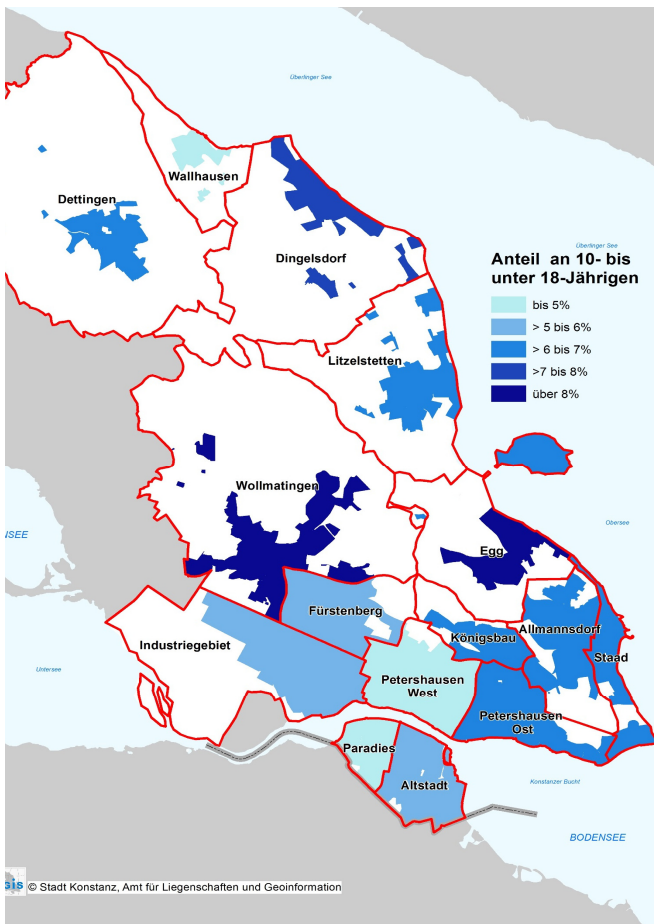 Überlinger See
Wallhausen
Dettingen
Überlinger See
Dingelsdorf
Anteil an 10- bis
unter 18-Jährigen
bis 5%
> 5 bis 6%
> 6 bis 7%
>7 bis 8%
über 8%
Litzelstetten
Wollmatingen
Obersee
NSEE
Egg
Fürstenberg
Allmannsdorf
Königsbau
Industriegebiet
Staad
Untersee
Petershausen
West
Petershausen
Ost
Paradies
Altstadt
Konstanzer Bucht
BODENSEE
gis © Stadt Konstanz, Amt für Liegenschaften und Geoinformation